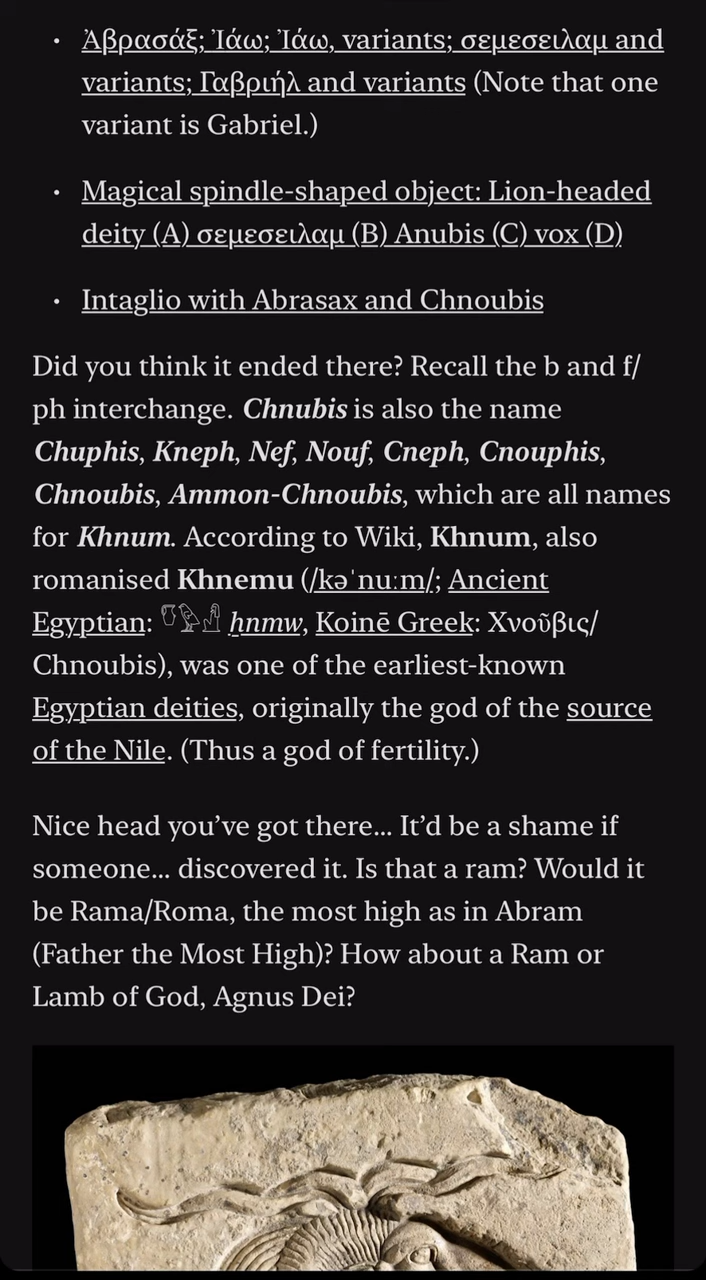 • Ἀβρασάξ; Ἰάω; Ἰάω, variants; σεμεσειλαμ and
variants; Γαβριήλ and variants (Note that one
variant is Gabriel.)
• Magical spindle-shaped object: Lion-headed
deity (A) σεμεσειλαμ (B) Anubis (C) vox (D)
• Intaglio with Abrasax and Chnoubis
Did you think it ended there? Recall the b and f/
ph interchange. Chnubis is also the name
Chuphis, Kneph, Nef, Nouf, Cneph, Cnouphis,
Chnoubis, Ammon-Chnoubis, which are all names
for Khnum. According to Wiki, Khnum, also
romanised Khnemu (/kəˈnuːm/; Ancient
Egyptian: 𓎸𓅱𓁠 ẖnmw, Koinē Greek: Χνοῦβις/
Chnoubis), was one of the earliest-known
Egyptian deities, originally the god of the source
of the Nile. (Thus a god of fertility.)
Nice head you’ve got there... It’d be a shame if
someone... discovered it. Is that a ram? Would it
be Rama/Roma, the most high as in Abram
(Father the Most High)? How about a Ram or
Lamb of God, Agnus Dei?